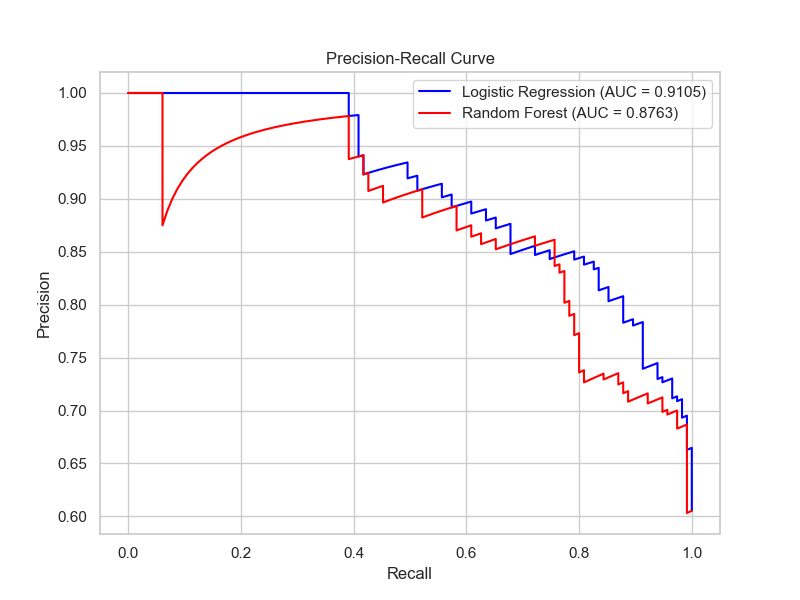 Precision-Recall Curve
Logistic Regression (AUC = 0.9105)
Random Forest (AUC = 0.8763)
1.00
0.95
0.90
0.85
0.80
0.75
0.70
0.65
0.60
Precision
0.0 0.2 0.4 0.6 0.8 1.0
Recall